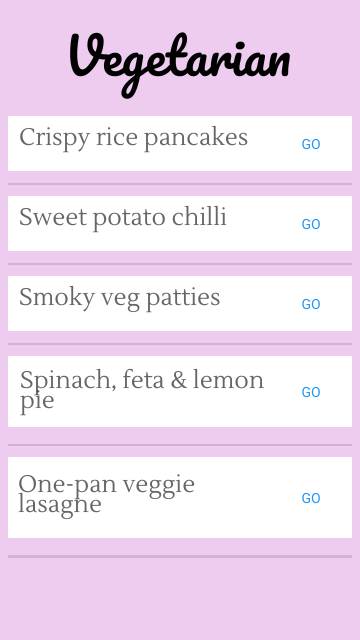 Vegetarian
Crispy rice pancakes
GO
Sweet potato chilli
GO
Smoky veg patties
GO
Spinach, feta & lemon
pie
GO
One-pan veggie
lasagne
GO